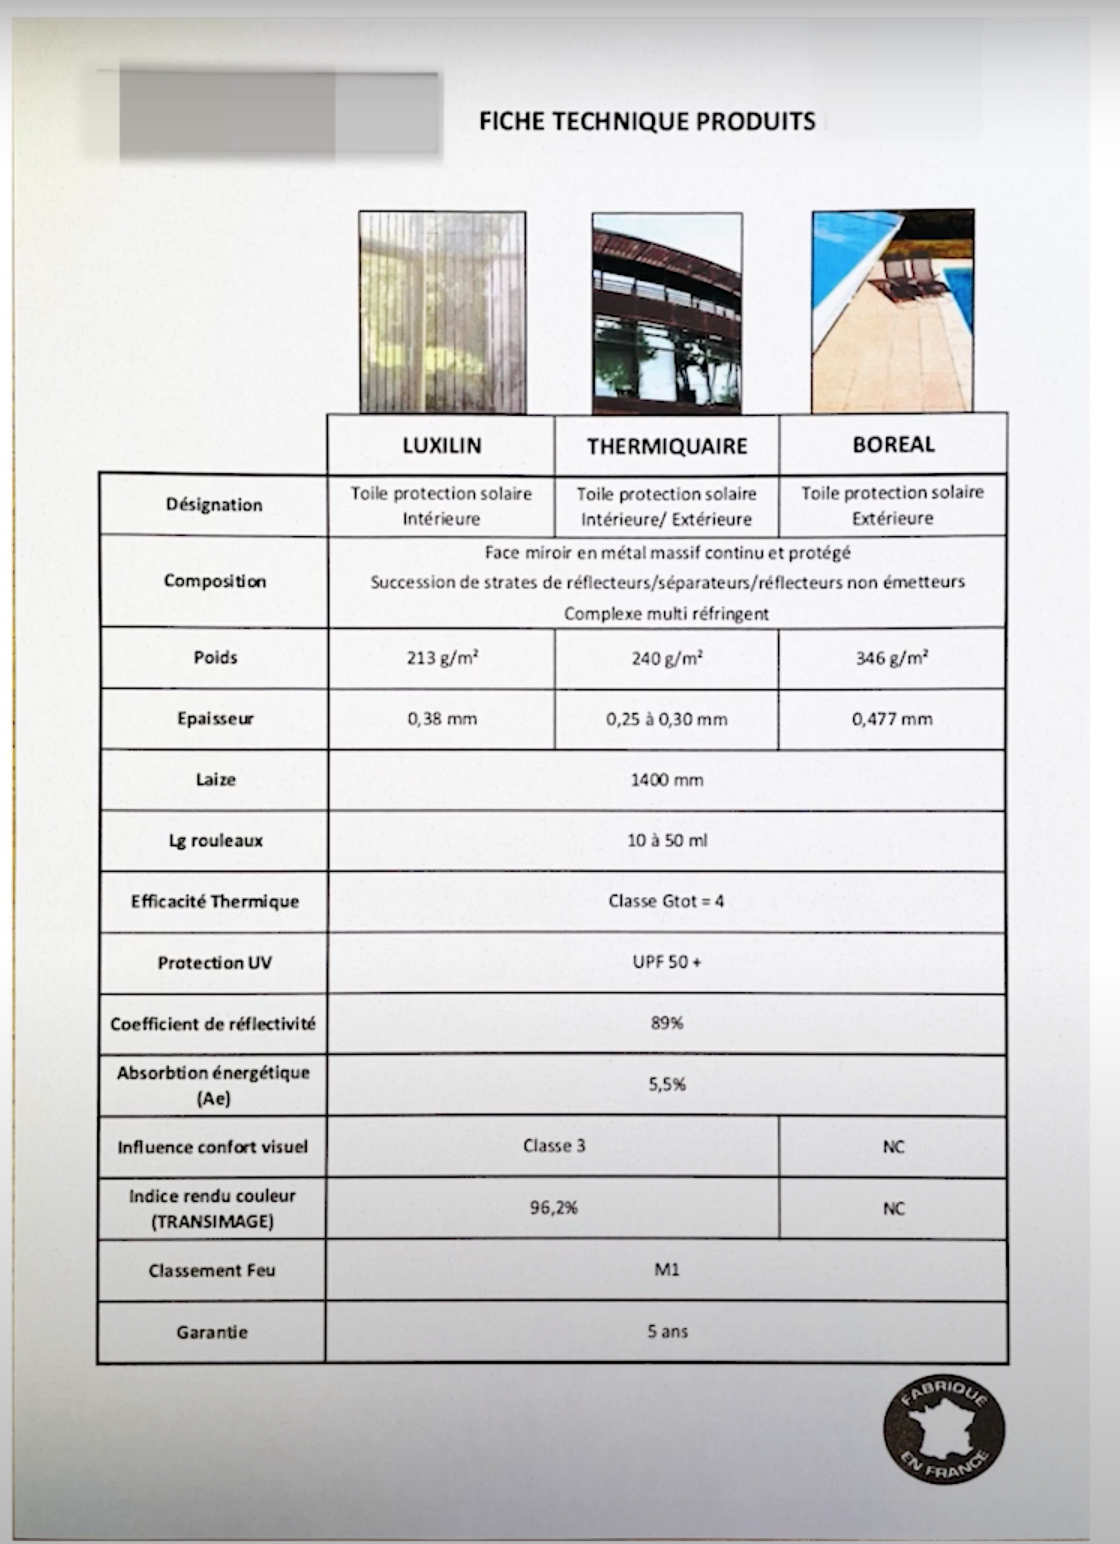 FICHE TECHNIQUE PRODUITS
LUXILIN
THERMIQUAIRE
BOREAL
Désignation
Toile protection solaire
Intérieure
Toile protection solaire
Intérieure/ Extérieure
Toile protection solaire
Extérieure
Composition
Face miroir en métal massif continu et protégé
Succession de strates de réflecteurs/séparateurs/réflecteurs non émetteurs
Complexe multi réfringent
Poids
213 g/m²
240 g/m²
346 g/m²
Epaisseur
0,38 mm
0,25 à 0,30 mm
0,477 mm
Laize
1400 mm
Lg rouleaux
10 à 50 ml
Efficacité Thermique
Classe Gtot = 4
Protection UV
UPF 50 +
Coefficient de réflectivité
89%
Absorbtion énergétique
(Ae)
5,5%
Influence confort visuel
Classe 3
NC
Indice rendu couleur
(TRANSIMAGE)
96,2%
NC
Classement Feu
M1
Garantie
5 ans
FABRIQUÉ
EN FRANCE